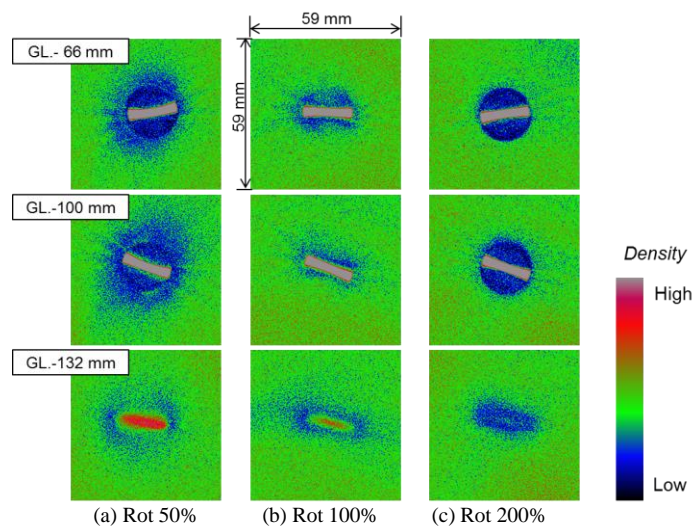 59 mm
GL.- 66 mm
59 mm
GL.-100 mm
Density
High
GL.-132 mm
Low
(a) Rot 50%
(b) Rot 100%
(c) Rot 200%